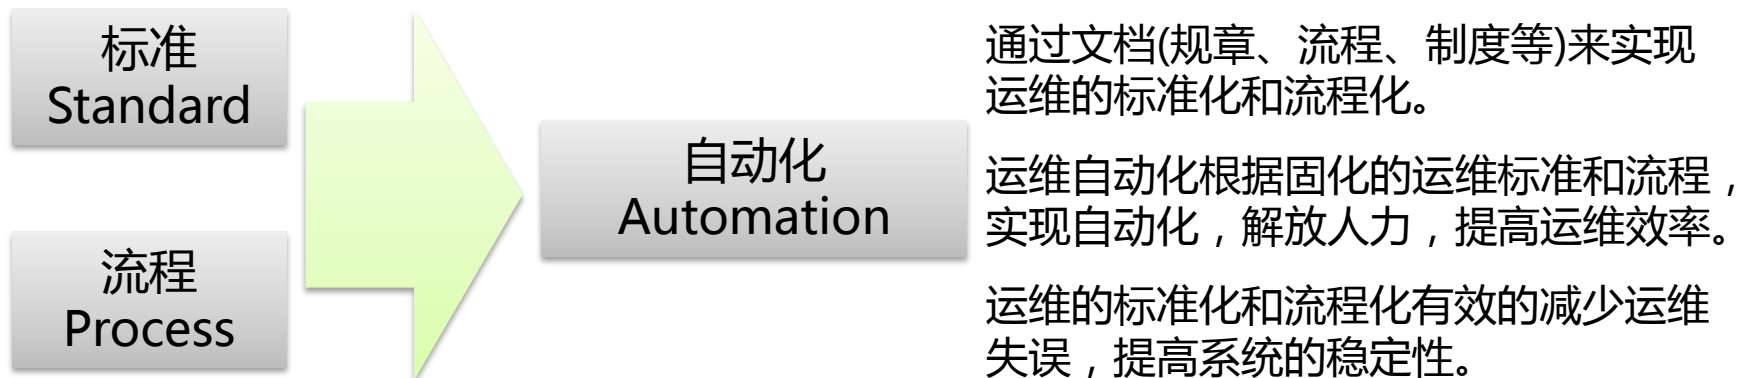 标准
Standard
流程
Process
自动化
Automation
通过文档(规章、流程、制度等)来实现
运维的标准化和流程化。
运维自动化根据固化的运维标准和流程，
实现自动化，解放人力，提高运维效率。
运维的标准化和流程化有效的减少运维
失误，提高系统的稳定性。